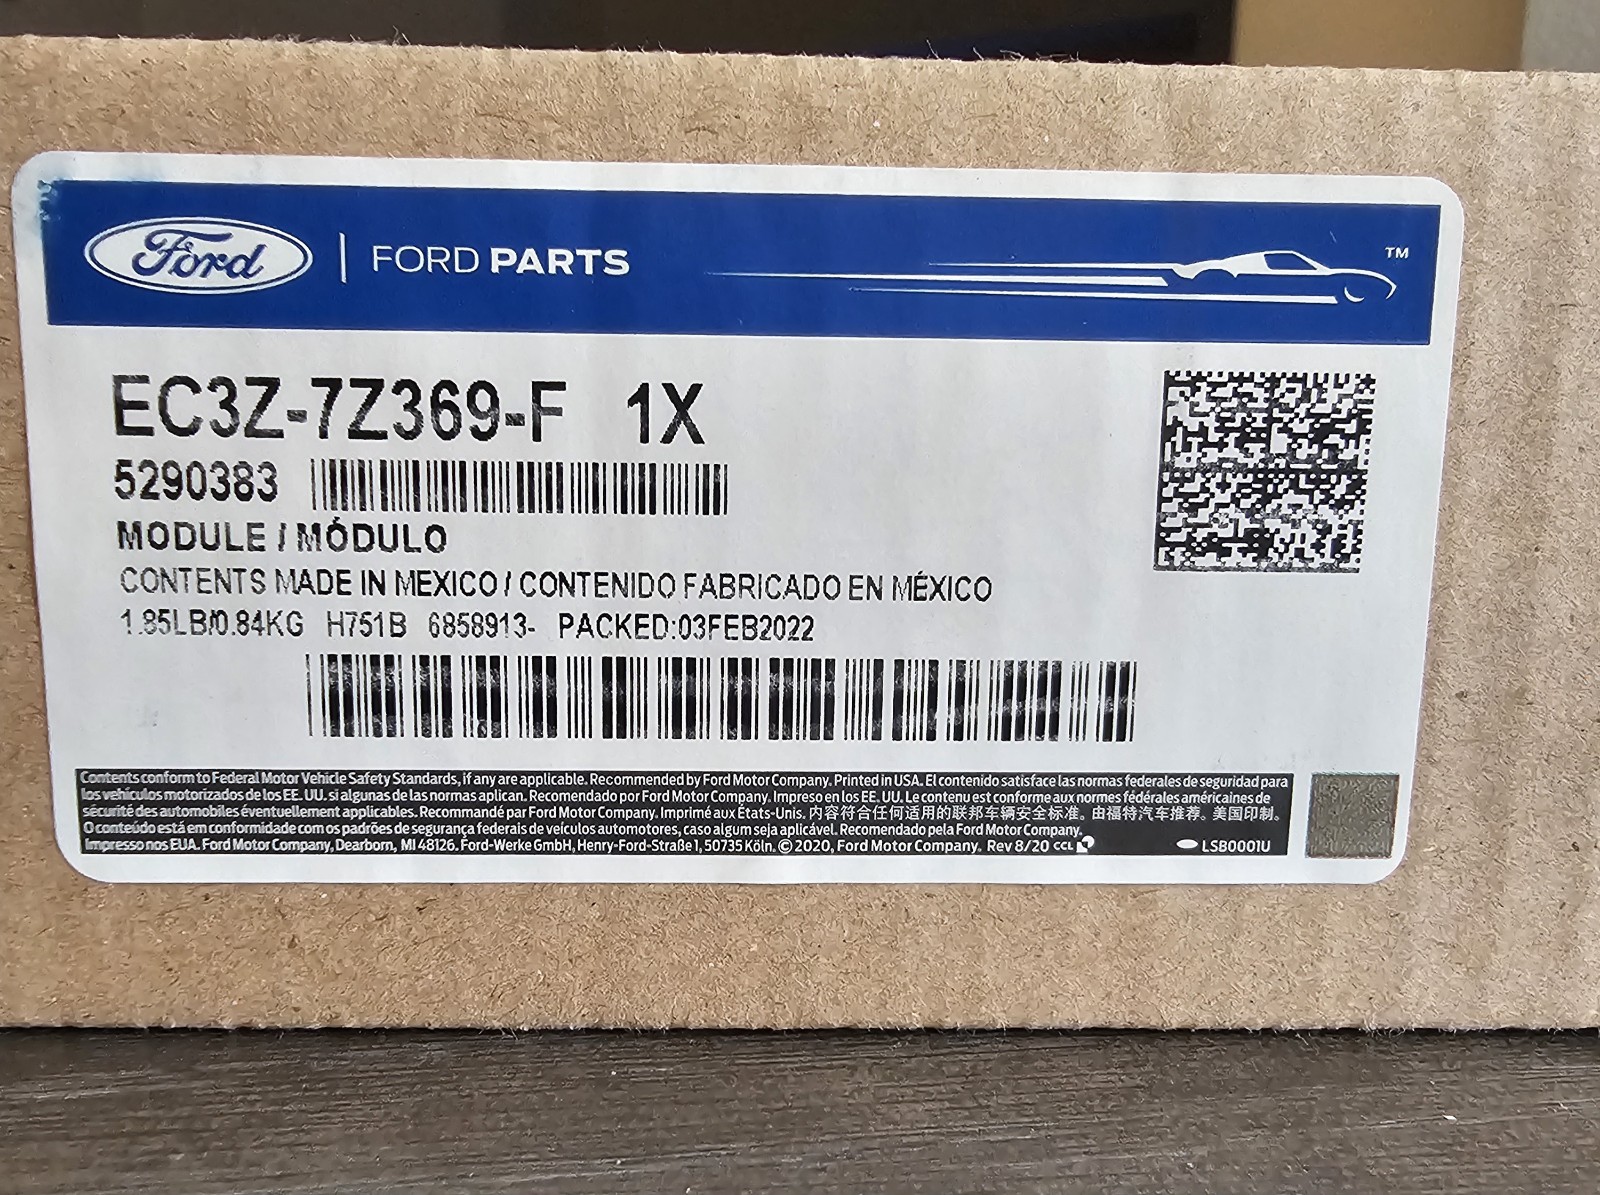 Ford | FORD PARTS
TM
EC3Z-7Z369-F 1X
5290383
MODULE / MÓDULO
CONTENTS MADE IN MEXICO / CONTENIDO FABRICADO EN MÉXICO
1.85LB/0.84KG H751B 6858913- PACKED:03FEB2022
Contents conform to Federal Motor Vehicle Safety Standards, if any are applicable. Recommended by Ford Motor Company. Printed in USA. El contenido satisface las normas federales de seguridad para
los vehículos motorizados de los EE. UU. si algunas de las normas aplican. Recomendado por Ford Motor Company. Impreso en los EE. UU. Le contenu est conforme aux normes fédérales américaines de
sécurité des automobiles éventuellement applicables. Recommandé par Ford Motor Company. Imprimé aux États-Unis. 内容符合任何适用的联邦车辆安全标准。由福特汽车推荐。美国印制。
O conteúdo está em conformidade com os padrões de segurança federais de veículos automotores, caso algum seja aplicável. Recomendado pela Ford Motor Company.
Impresso nos EUA. Ford Motor Company, Dearborn, MI 48126. Ford-Werke GmbH, Henry-Ford-Straße 1, 50735 Köln. © 2020, Ford Motor Company. Rev 8/20 CCL
LSB0001U